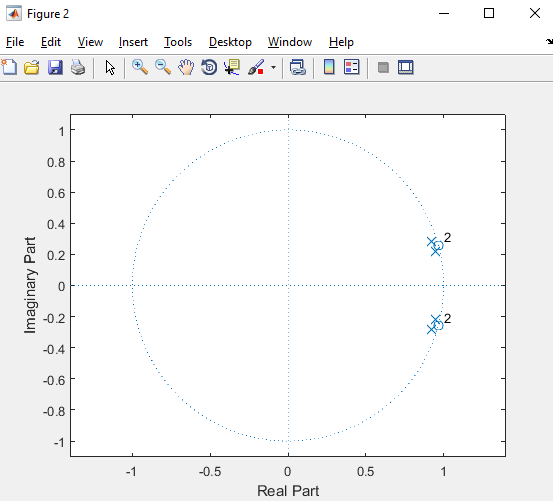 Figure 2
File Edit View Insert Tools Desktop Window Help
1
0.8
0.6
0.4
0.2
0
-0.2
-0.4
-0.6
-0.8
-1
Imaginary Part
2
2
-1 -0.5 0 0.5 1
Real Part